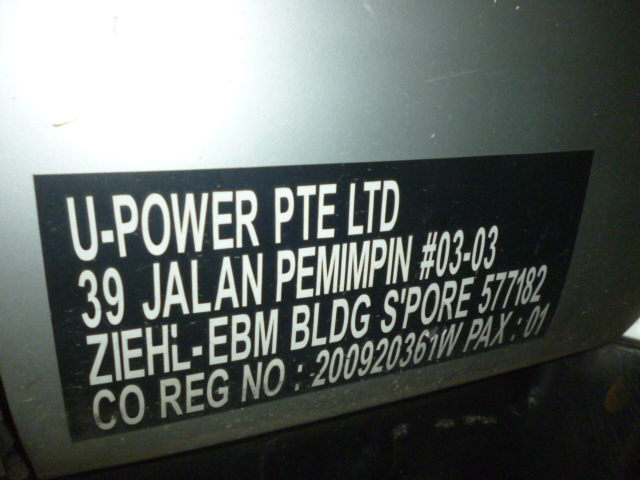 U-POWER PTE LTD
39 JALAN PEMIMPIN #03-03
ZIEHL-EBM BLDG S'PORE 577182
CO REG NO : 200920361W PAX : 01